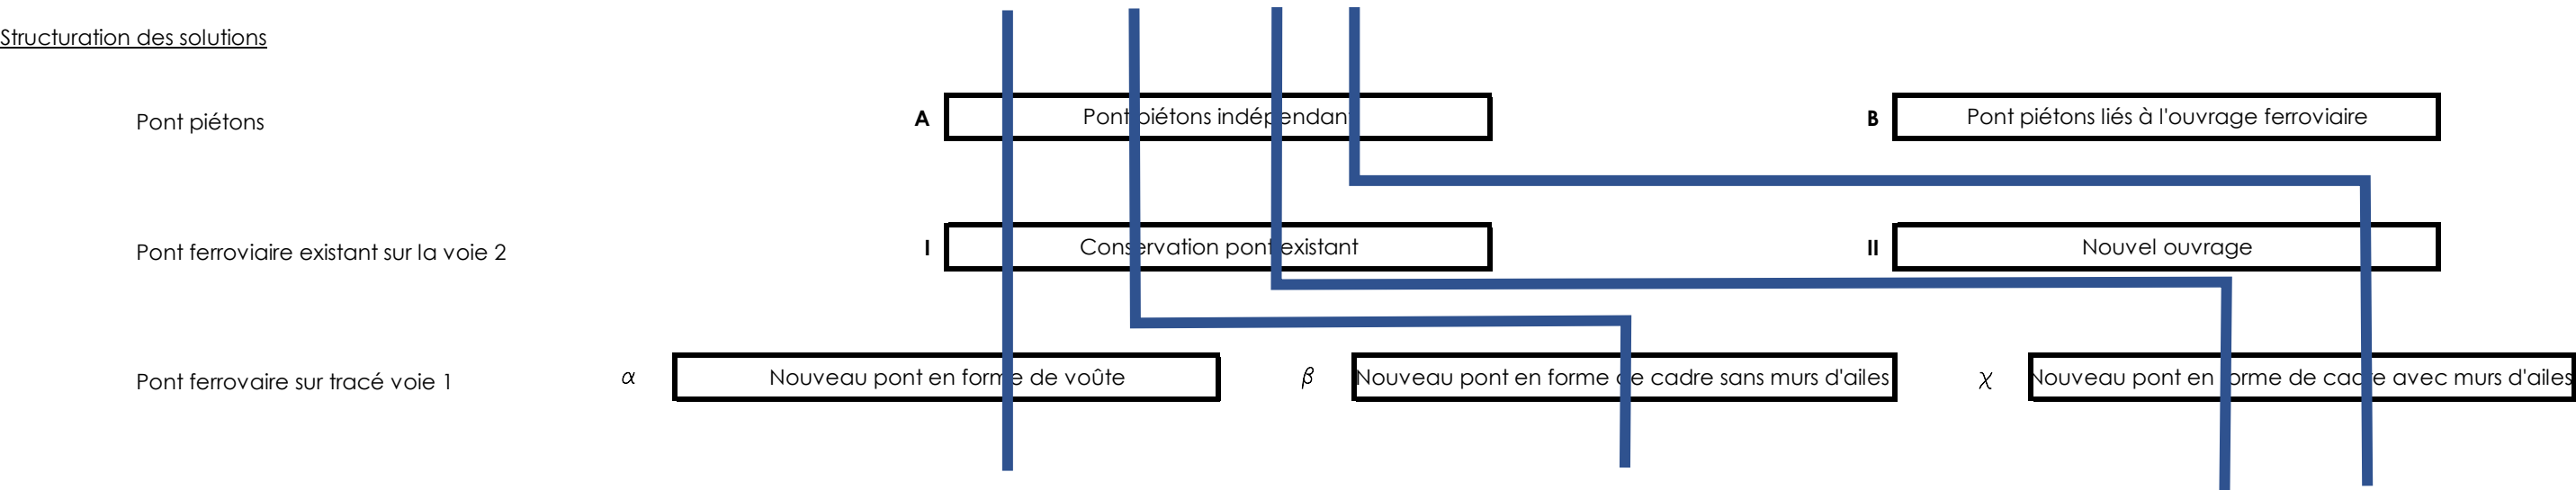 Structuration des solutions
Pont piétons
A
Pont piétons indépendant
B
Pont piétons liés à l'ouvrage ferroviaire
Pont ferroviaire existant sur la voie 2
I
Conservation pont existant
II
Nouvel ouvrage
Pont ferrovaire sur tracé voie 1
α
Nouveau pont en forme de voûte
β
Nouveau pont en forme de cadre sans murs d'ailes
χ
Nouveau pont en forme de cadre avec murs d'ailes